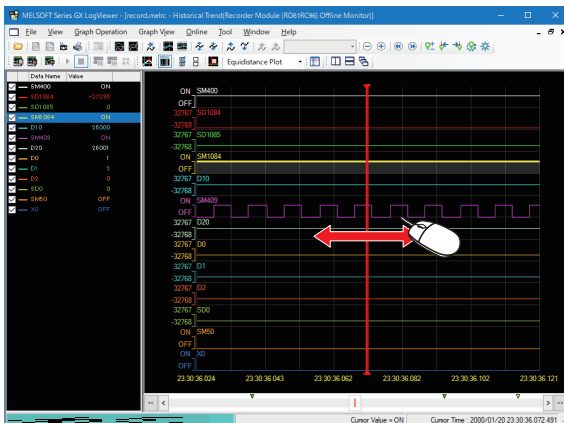 MELSOFT Series GX LogViewer - [record.melrc - Historical Trend(Recorder Module (RD81RC96) Offline Monitor)]
File View Graph Operation Graph View Online Tool Window Help
Equidistance Plot
Data Name Value
SM400 ON
SD1084 -23195
SD1085 0
SM1084 ON
D10 26000
SM409 ON
D20 26001
D0 1
D1 5
D2 0
SD0 0
SM50 OFF
X0 OFF
ON SM400
OFF
32767 SD1084
-32768
32767 SD1085
-32768
ON SM1084
OFF
32767 D10
-32768
ON SM409
OFF
32767 D20
-32768
32767 D0
-32768
32767 D1
-32768
32767 D2
-32768
32767 SD0
-32768
ON SM50
OFF
ON X0
OFF
23:30:36.024 23:30:36.043 23:30:36.062 23:30:36.082 23:30:36.102 23:30:36.121
Cursor Value = ON Cursor Time : 2000/01/20 23:30:36.072 491